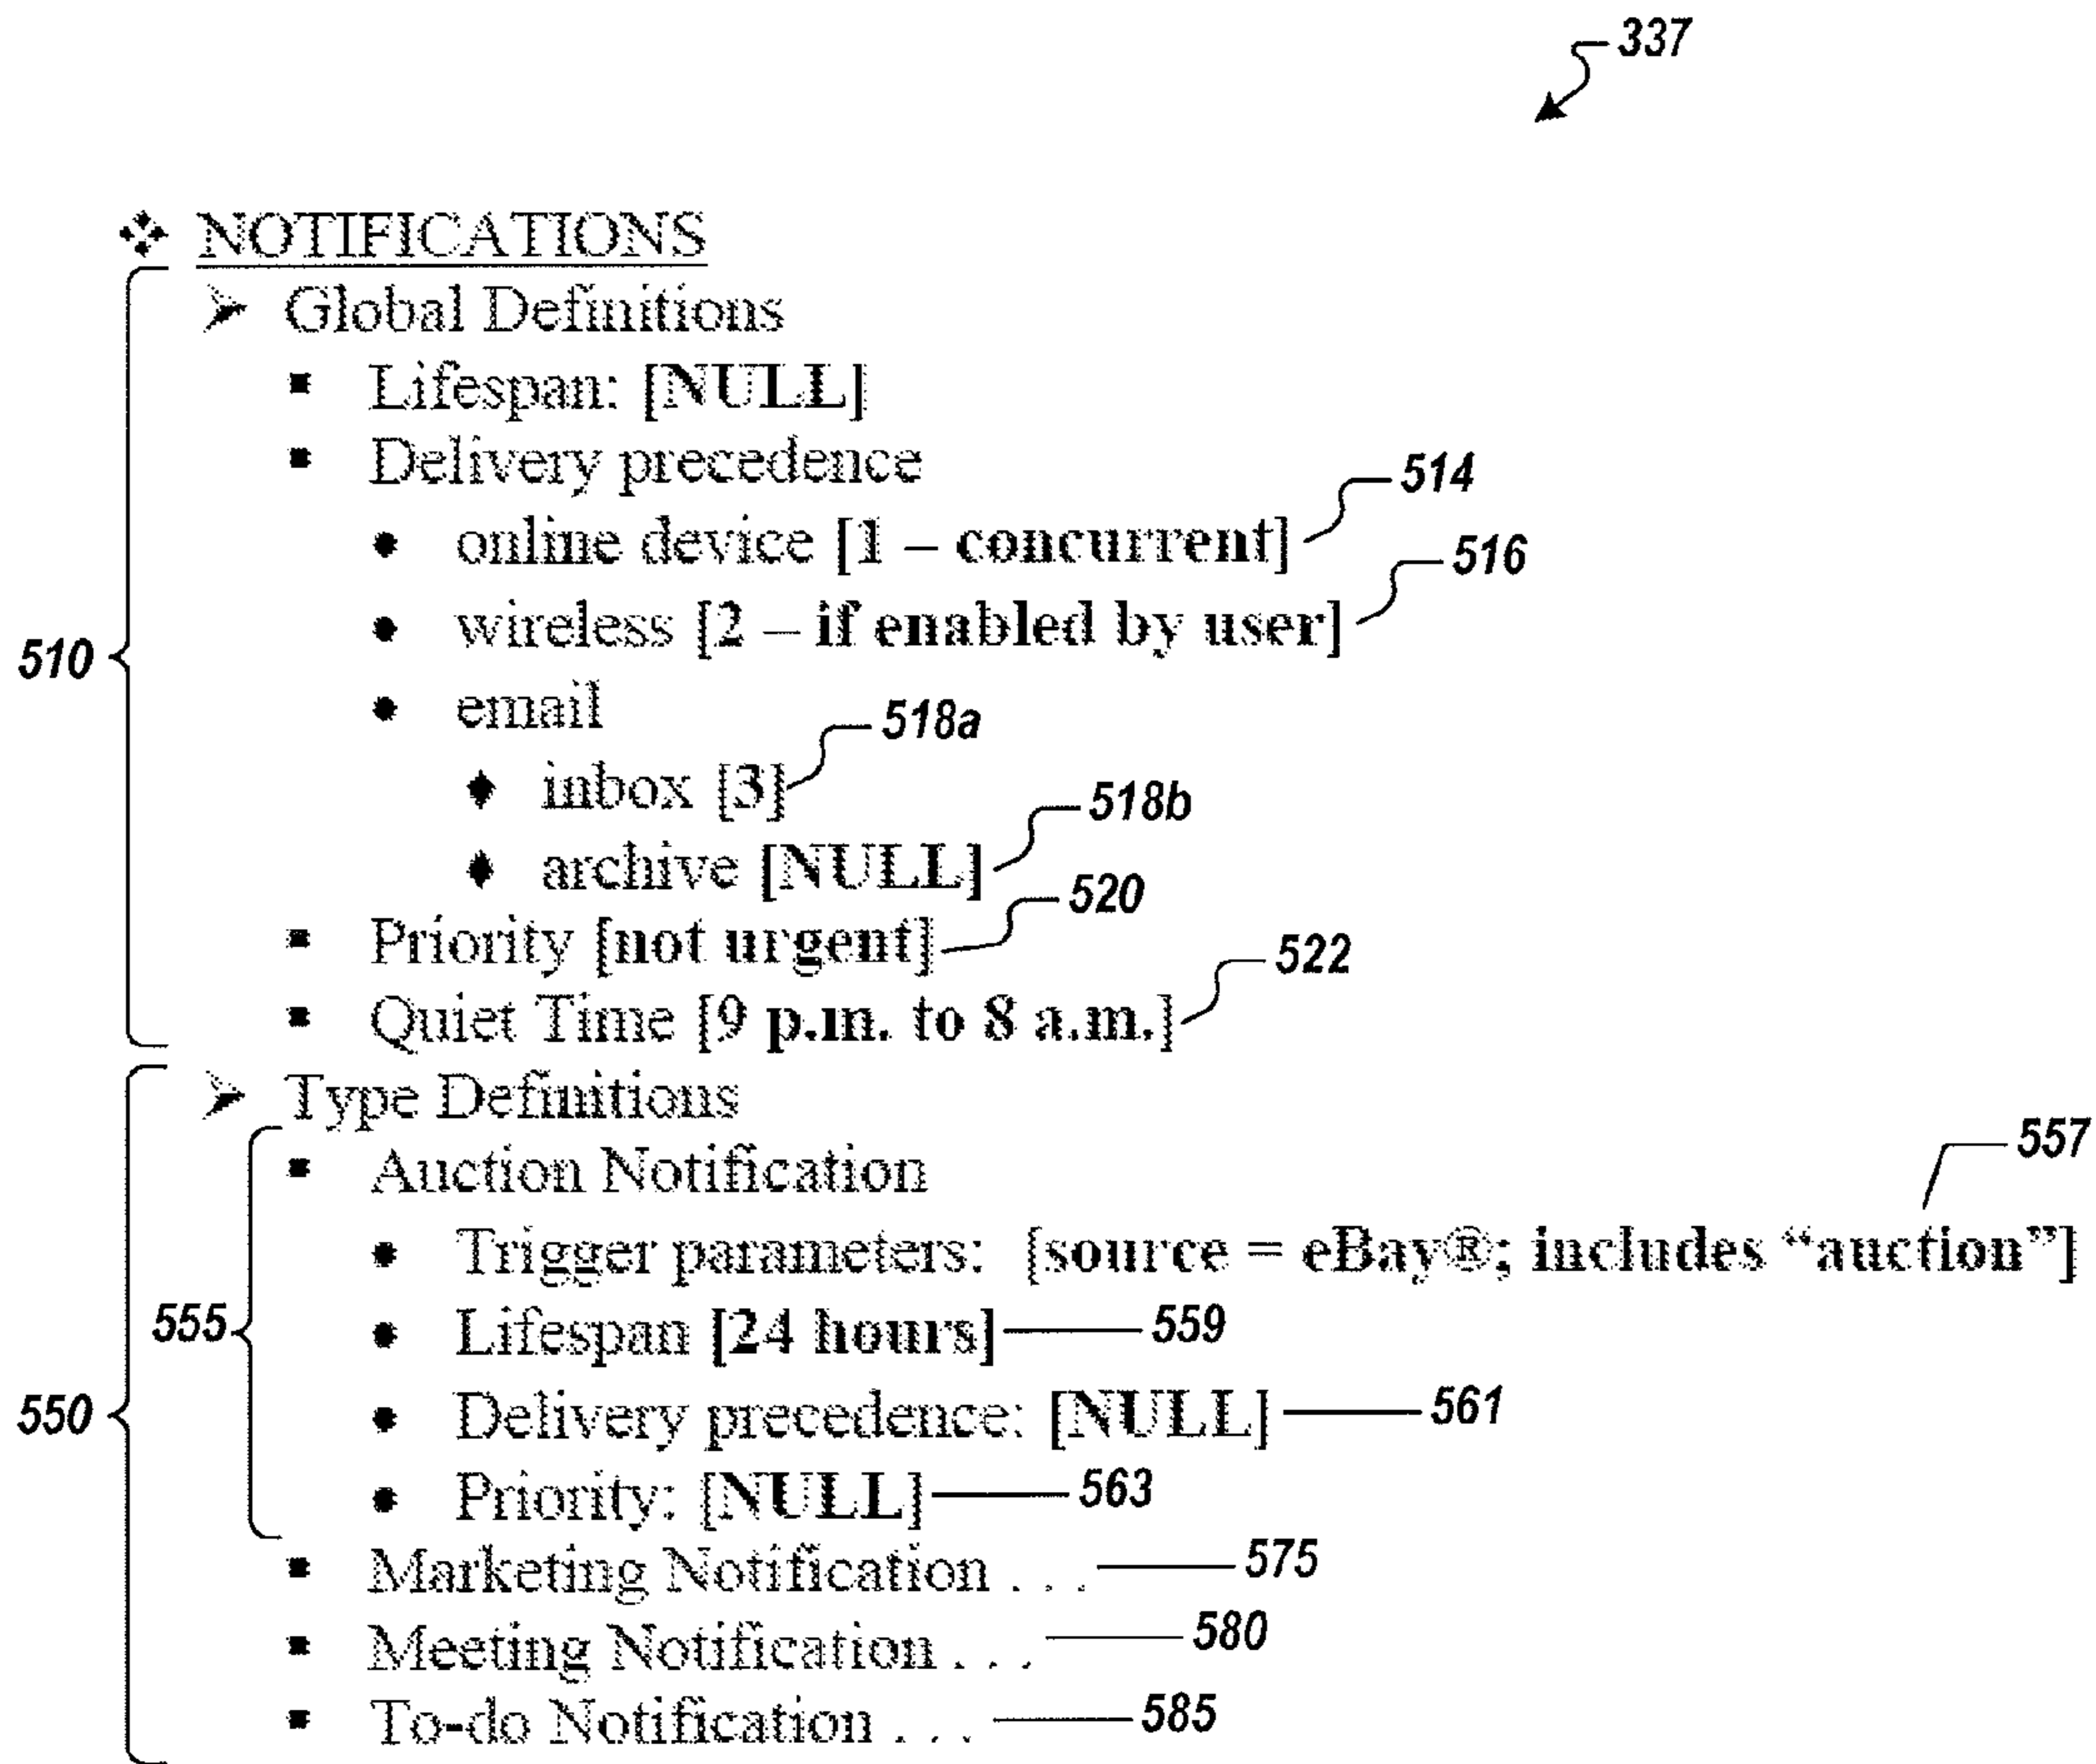 337
❖ NOTIFICATIONS
➢ Global Definitions
▪ Lifespan: [NULL]
▪ Delivery precedence
514
• online device [1 – concurrent]
516
• wireless [2 – if enabled by user]
510
• email
518a
♦ inbox [3]
518b
♦ archive [NULL]
520
▪ Priority [not urgent]
522
▪ Quiet Time [9 p.m. to 8 a.m.]
➢ Type Definitions
557
▪ Auction Notification
• Trigger parameters: [source = eBay®; includes “auction”]
555
• Lifespan [24 hours] 559
550
• Delivery precedence: [NULL] 561
• Priority: [NULL] 563
▪ Marketing Notification . . . 575
▪ Meeting Notification . . . 580
▪ To-do Notification . . . 585